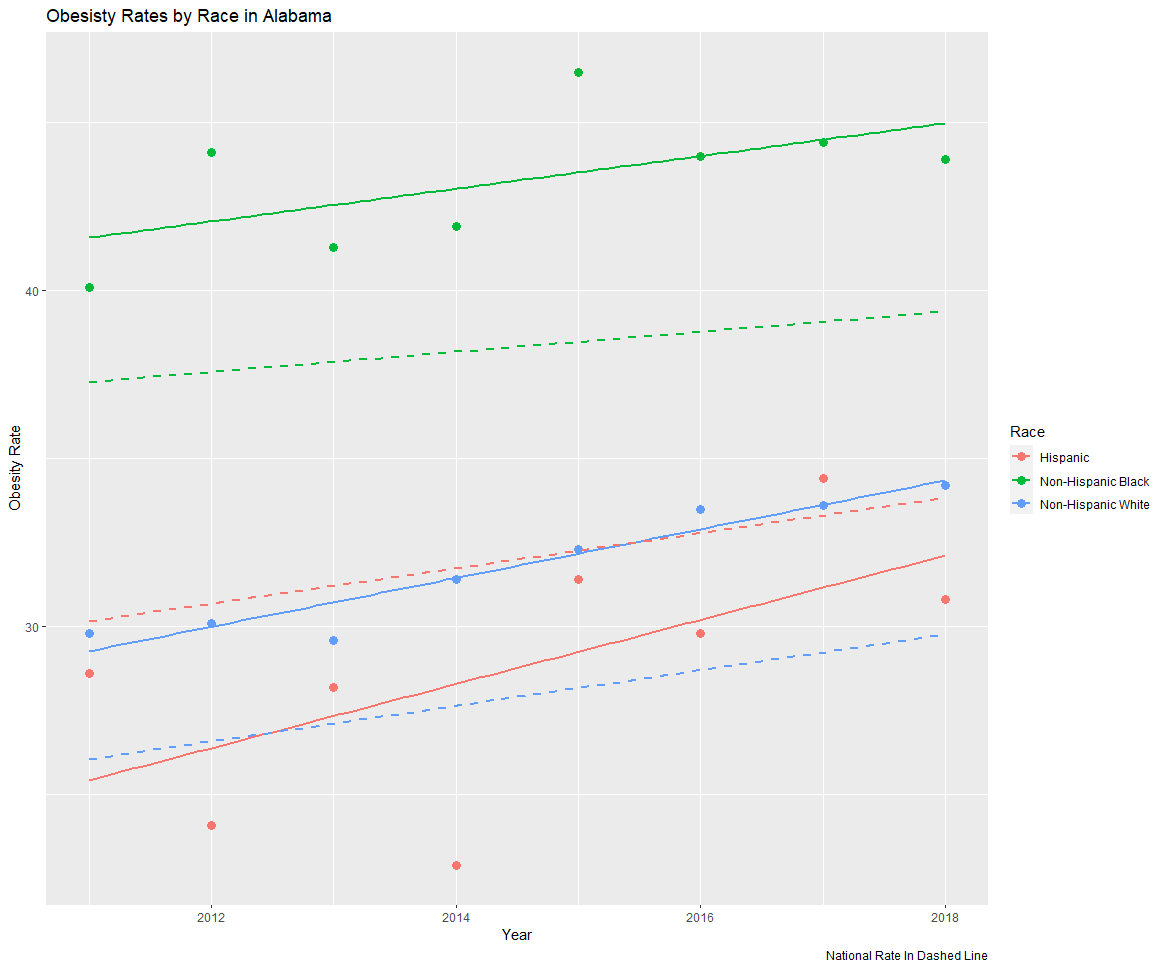 Obesisty Rates by Race in Alabama
Obesity Rate
40
30
2012
2014
2016
2018
Year
National Rate In Dashed Line
Race
Hispanic
Non-Hispanic Black
Non-Hispanic White